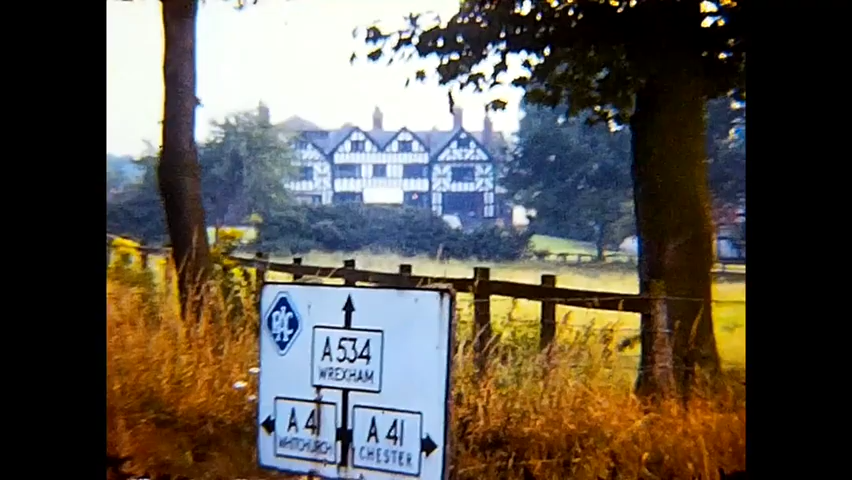 RAC
A 534
WREXHAM
A 41
WHITCHURCH
A 41
CHESTER